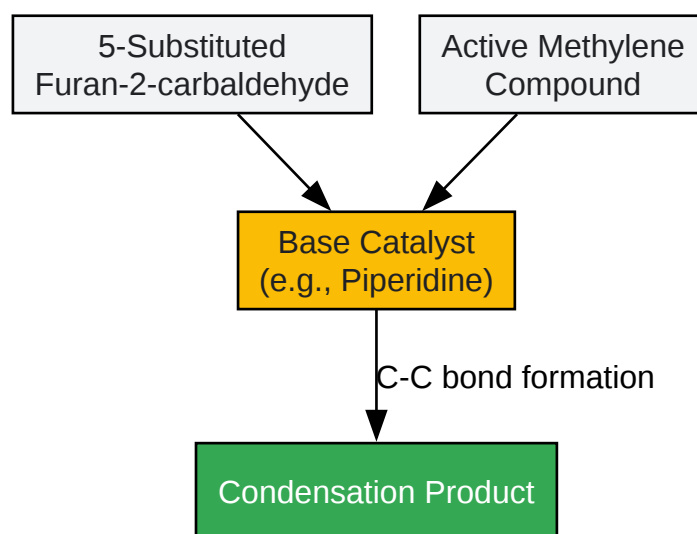 5-Substituted
Furan-2-carbaldehyde
Active Methylene
Compound
Base Catalyst
(e.g., Piperidine)
C-C bond formation
Condensation Product